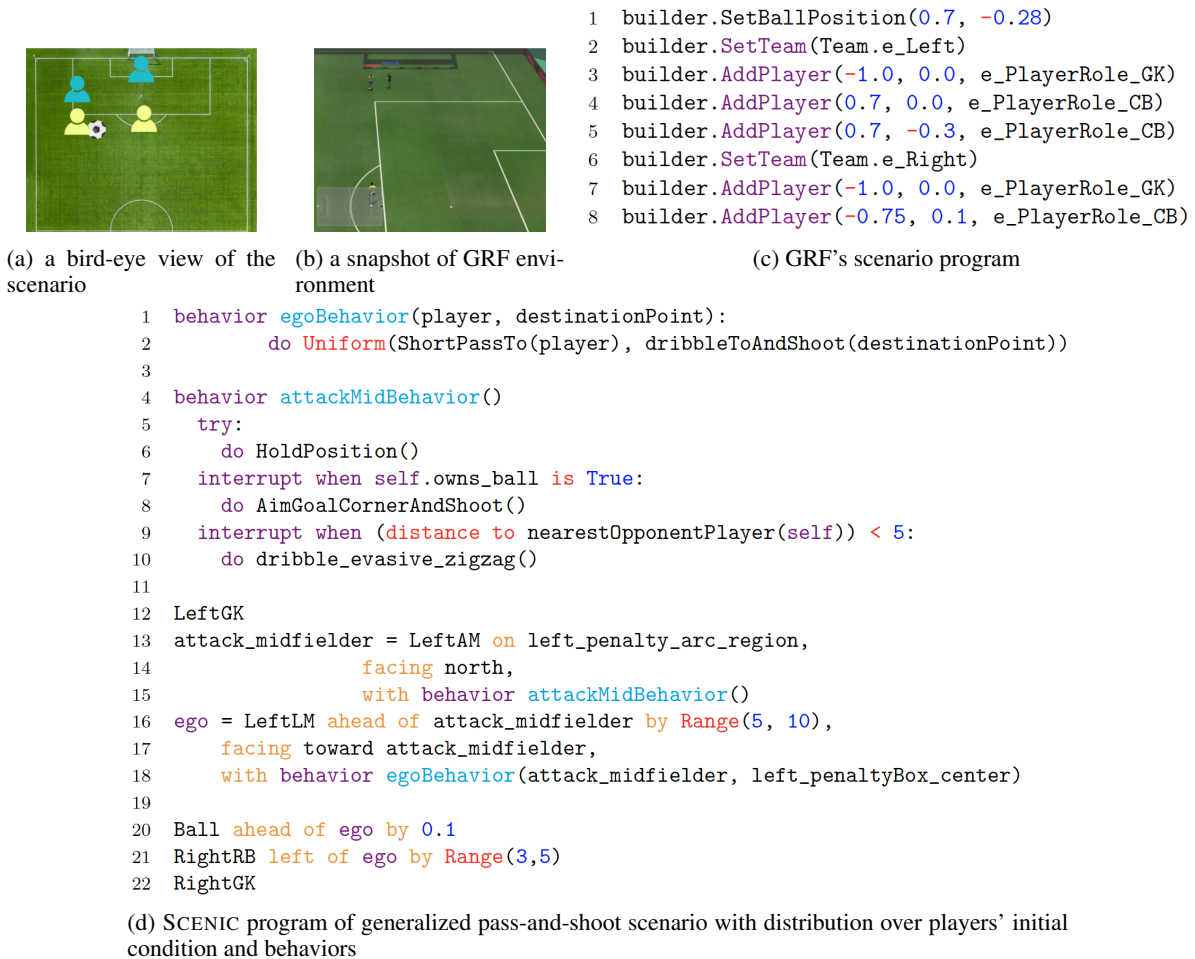 1 builder.SetBallPosition(0.7, -0.28)
2 builder.SetTeam(Team.e_Left)
3 builder.AddPlayer(-1.0, 0.0, e_PlayerRole_GK)
4 builder.AddPlayer(0.7, 0.0, e_PlayerRole_CB)
5 builder.AddPlayer(0.7, -0.3, e_PlayerRole_CB)
6 builder.SetTeam(Team.e_Right)
7 builder.AddPlayer(-1.0, 0.0, e_PlayerRole_GK)
8 builder.AddPlayer(-0.75, 0.1, e_PlayerRole_CB)
(a) a bird-eye view of the
scenario
(b) a snapshot of GRF envi-
ronment
(c) GRF's scenario program
1 behavior egoBehavior(player, destinationPoint):
2 do Uniform(ShortPassTo(player), dribbleToAndShoot(destinationPoint))
3
4 behavior attackMidBehavior()
5 try:
6 do HoldPosition()
7 interrupt when self.owns_ball is True:
8 do AimGoalCornerAndShoot()
9 interrupt when (distance to nearestOpponentPlayer(self)) < 5:
10 do dribble_evasive_zigzag()
11
12 LeftGK
13 attack_midfielder = LeftAM on left_penalty_arc_region,
14 facing north,
15 with behavior attackMidBehavior()
16 ego = LeftLM ahead of attack_midfielder by Range(5, 10),
17 facing toward attack_midfielder,
18 with behavior egoBehavior(attack_midfielder, left_penaltyBox_center)
19
20 Ball ahead of ego by 0.1
21 RightRB left of ego by Range(3,5)
22 RightGK
(d) SCENIC program of generalized pass-and-shoot scenario with distribution over players' initial
condition and behaviors